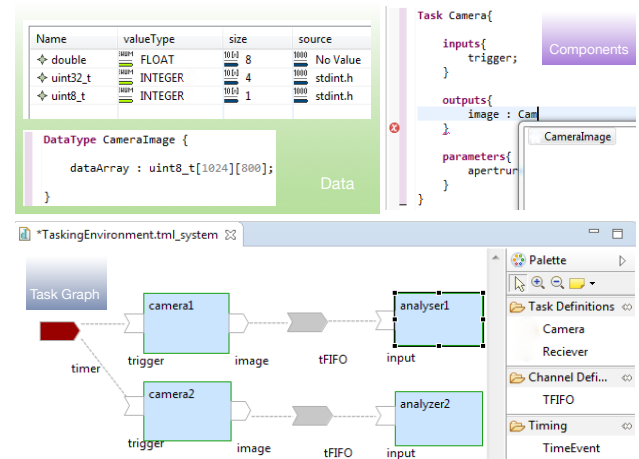 Name valueType size source
double FLOAT 8 No Value
uint32_t INTEGER 4 stdint.h
uint8_t INTEGER 1 stdint.h
DataType CameraImage {
dataArray : uint8_t[1024][800];
}
Data
Task Camera{
inputs{
trigger;
}
outputs{
image : Cam
}
parameters{
apertrur
}
}
CameraImage
Components
*TaskingEnvironment.tml_system
Task Graph
timer
camera1
trigger
image
tFIFO
analyser1
input
camera2
trigger
image
tFIFO
analyzer2
input
Palette
Task Definitions
Camera
Reciever
Channel Defi...
TFIFO
Timing
TimeEvent